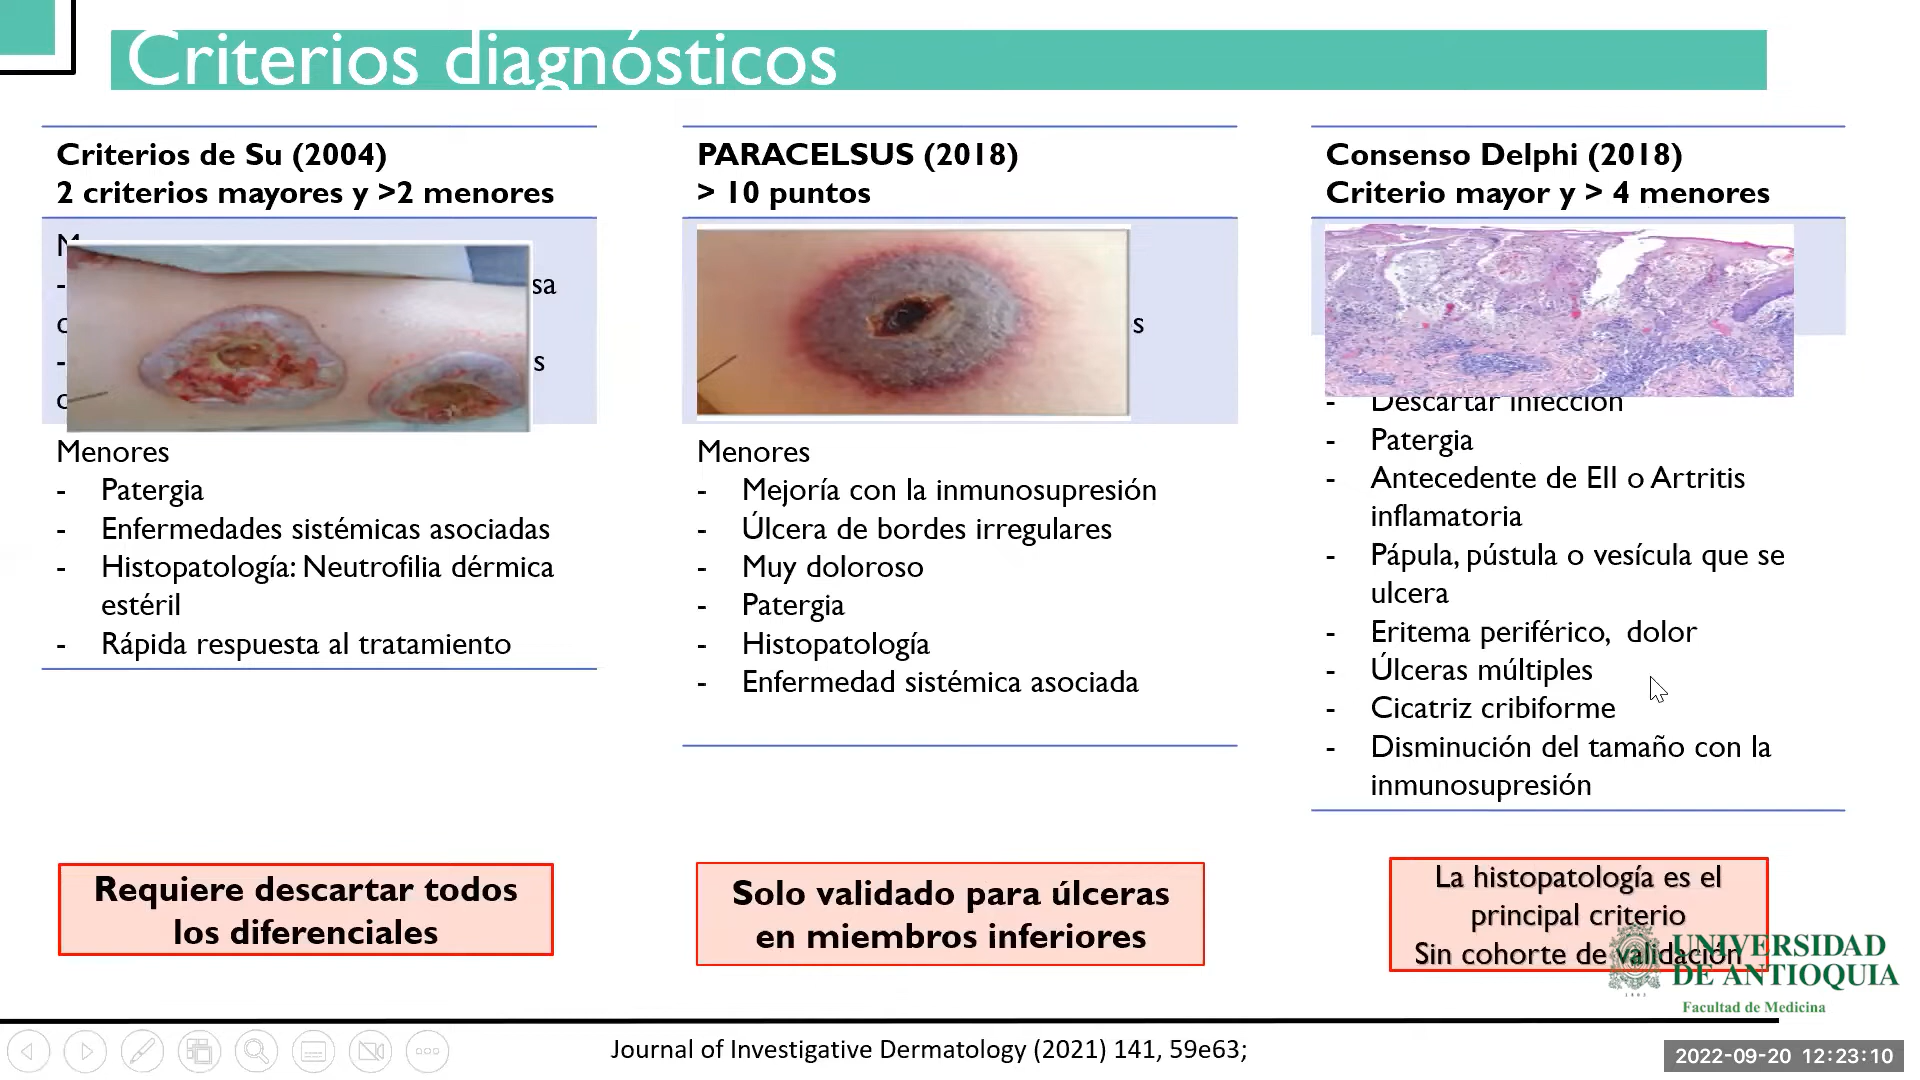 Criterios diagnósticos
Criterios de Su (2004)
2 criterios mayores y >2 menores
sa
s
Menores
- Patergia
- Enfermedades sistémicas asociadas
- Histopatología: Neutrofilia dérmica
estéril
- Rápida respuesta al tratamiento
Requiere descartar todos
los diferenciales
PARACELSUS (2018)
> 10 puntos
s
Menores
- Mejoría con la inmunosupresión
- Úlcera de bordes irregulares
- Muy doloroso
- Patergia
- Histopatología
- Enfermedad sistémica asociada
Solo validado para úlceras
en miembros inferiores
Consenso Delphi (2018)
Criterio mayor y > 4 menores
- Descartar infección
- Patergia
- Antecedente de EII o Artritis
inflamatoria
- Pápula, pústula o vesícula que se
ulcera
- Eritema periférico, dolor
- Úlceras múltiples
- Cicatriz cribiforme
- Disminución del tamaño con la
inmunosupresión
La histopatología es el
principal criterio
Sin cohorte de validación
UNIVERSIDAD
DE ANTIOQUIA
1803
Facultad de Medicina
Journal of Investigative Dermatology (2021) 141, 59e63;
2022-09-20 12:23:10